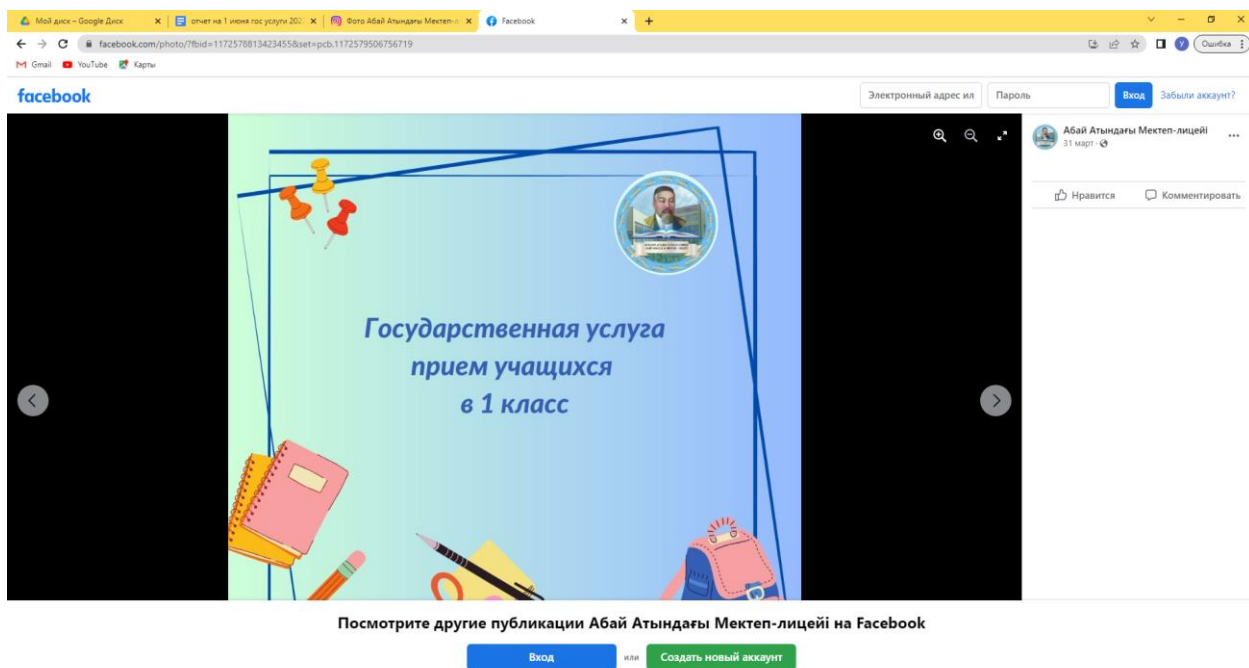 Мой диск – Google Диск
отчет на 1 июня гос услуги 202
Фото Абай Атындағы Мектеп-л
Facebook
facebook.com/photo/?fbid=1172578813423455&set=pcb.1172579506756719
У
Ошибка
Gmail
YouTube
Карты
facebook
Электронный адрес ил
Пароль
Вход
Забыли аккаунт?
Абай Атындағы Мектеп-лицейі
31 март
Нравится
Комментировать
Государственная услуга
прием учащихся
в 1 класс
Посмотрите другие публикации Абай Атындағы Мектеп-лицейі на Facebook
Вход
или
Создать новый аккаунт